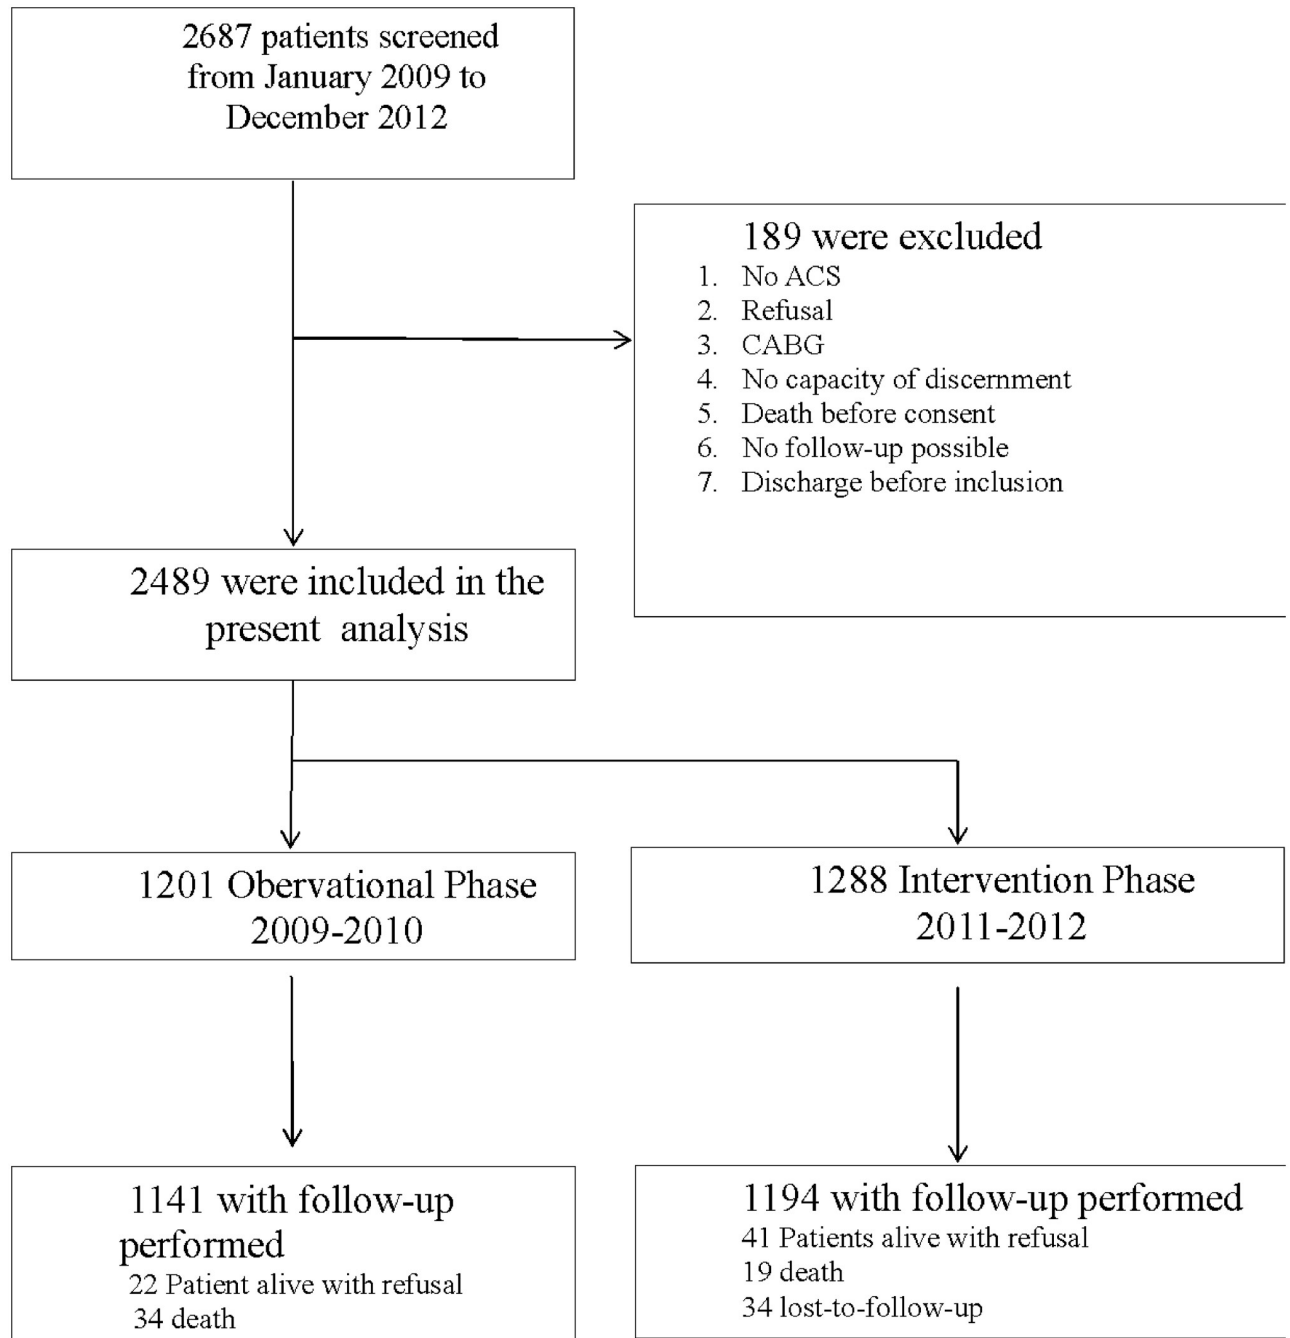 2687 patients screened
from January 2009 to
December 2012
189 were excluded
1. No ACS
2. Refusal
3. CABG
4. No capacity of discernment
5. Death before consent
6. No follow-up possible
7. Discharge before inclusion
2489 were included in the
present analysis
1201 Obervational Phase
2009-2010
1288 Intervention Phase
2011-2012
1141 with follow-up
performed
22 Patient alive with refusal
34 death
1194 with follow-up performed
41 Patients alive with refusal
19 death
34 lost-to-follow-up